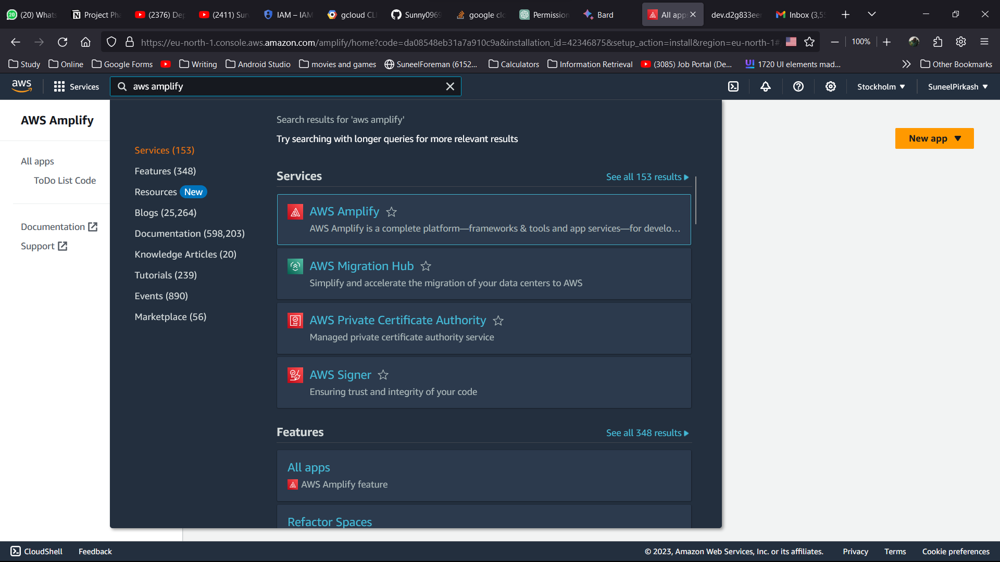 (20) Whats
Project Pha
(2376) De
(2411) Sun
IAM – IAM
gcloud CLI
Sunny0969
google clo
Permission
Bard
All apps
dev.d2g833eer
Inbox (3,55
https://eu-north-1.console.aws.amazon.com/amplify/home?code=da08548eb31a7a910c9a&installation_id=42346875&setup_action=install&region=eu-north-1#/
100%
Study
Online
Google Forms
Writing
Android Studio
movies and games
SuneelForeman (6152...
Calculators
Information Retrieval
(3085) Job Portal (De...
1720 UI elements mad...
Other Bookmarks
aws
Services
aws amplify
Stockholm
SuneelPirkash
AWS Amplify
All apps
ToDo List Code
Documentation
Support
Services (153)
Features (348)
Resources New
Blogs (25,264)
Documentation (598,203)
Knowledge Articles (20)
Tutorials (239)
Events (890)
Marketplace (56)
Search results for 'aws amplify'
Try searching with longer queries for more relevant results
Services
See all 153 results
AWS Amplify
AWS Amplify is a complete platform—frameworks & tools and app services—for develo...
AWS Migration Hub
Simplify and accelerate the migration of your data centers to AWS
AWS Private Certificate Authority
Managed private certificate authority service
AWS Signer
Ensuring trust and integrity of your code
Features
See all 348 results
All apps
AWS Amplify feature
Refactor Spaces
New app
CloudShell
Feedback
© 2023, Amazon Web Services, Inc. or its affiliates.
Privacy
Terms
Cookie preferences